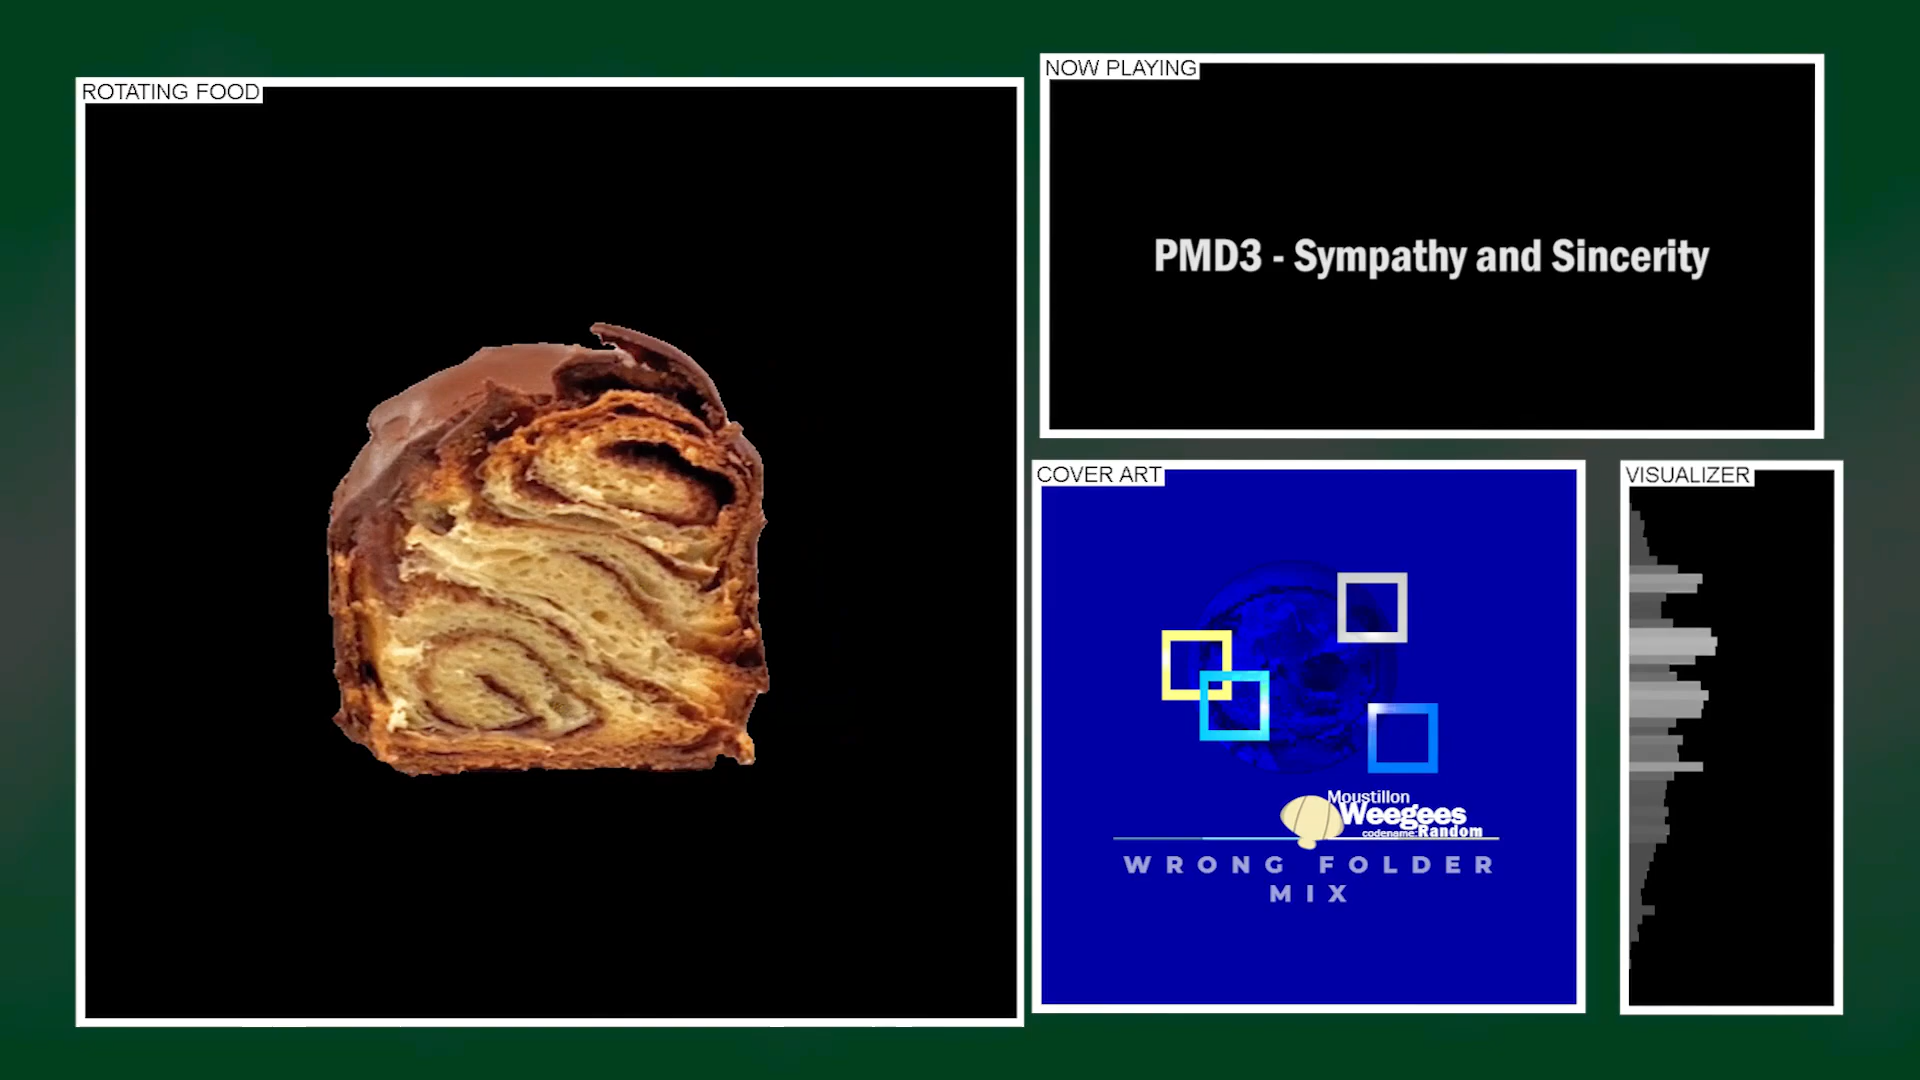 ROTATING FOOD
NOW PLAYING
PMD3 - Sympathy and Sincerity
COVER ART
Moustillon
Weegees
codename:Random
WRONG FOLDER
MIX
VISUALIZER